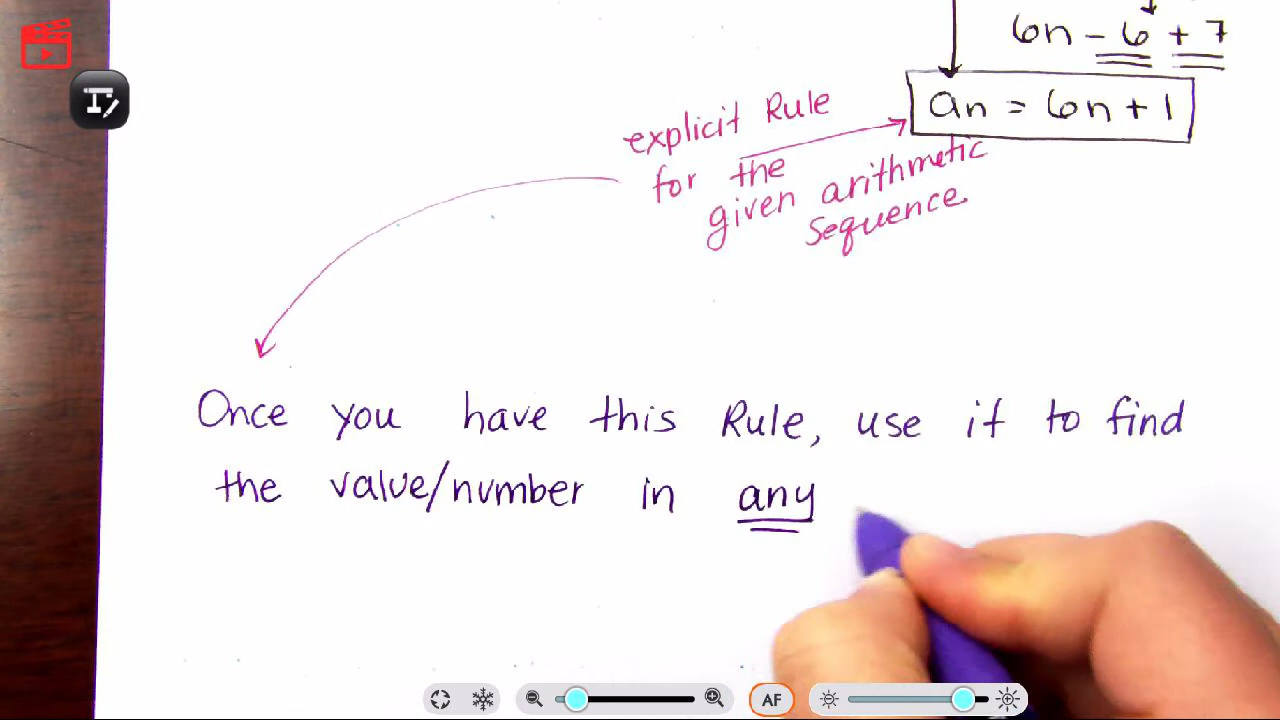 6n - 6 + 7
an = 6n + 1
explicit Rule
for the
given arithmetic
sequence.
Once you have this Rule, use it to find
the value/number in any
AF